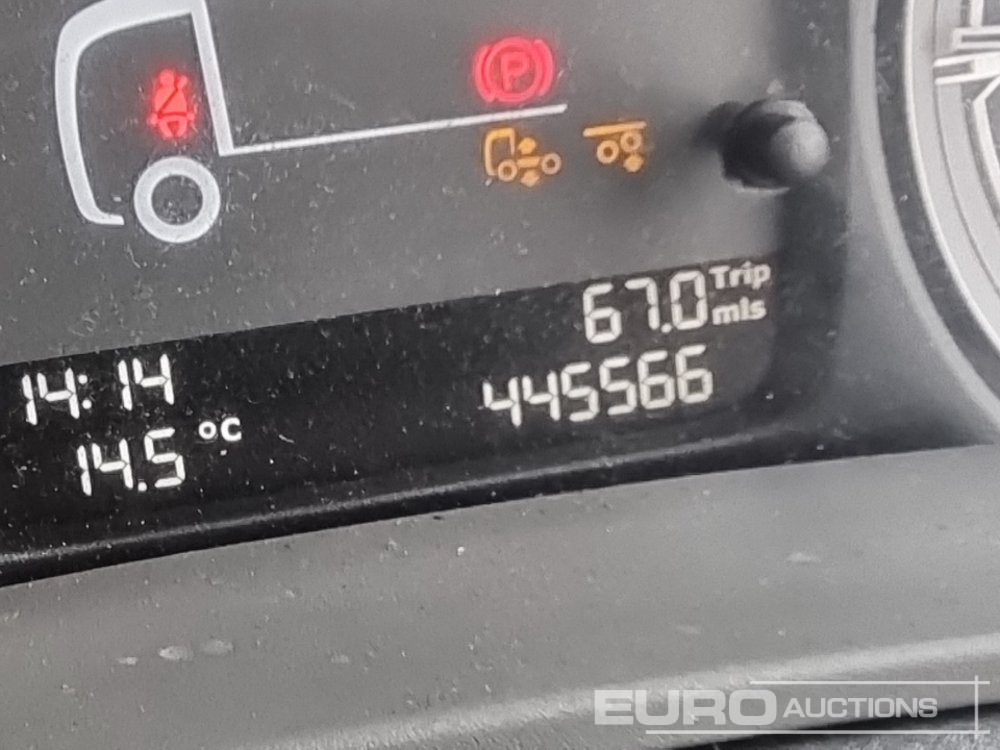 P
67.0 Trip mls
14:14
445566
14.5 °C
EURO AUCTIONS